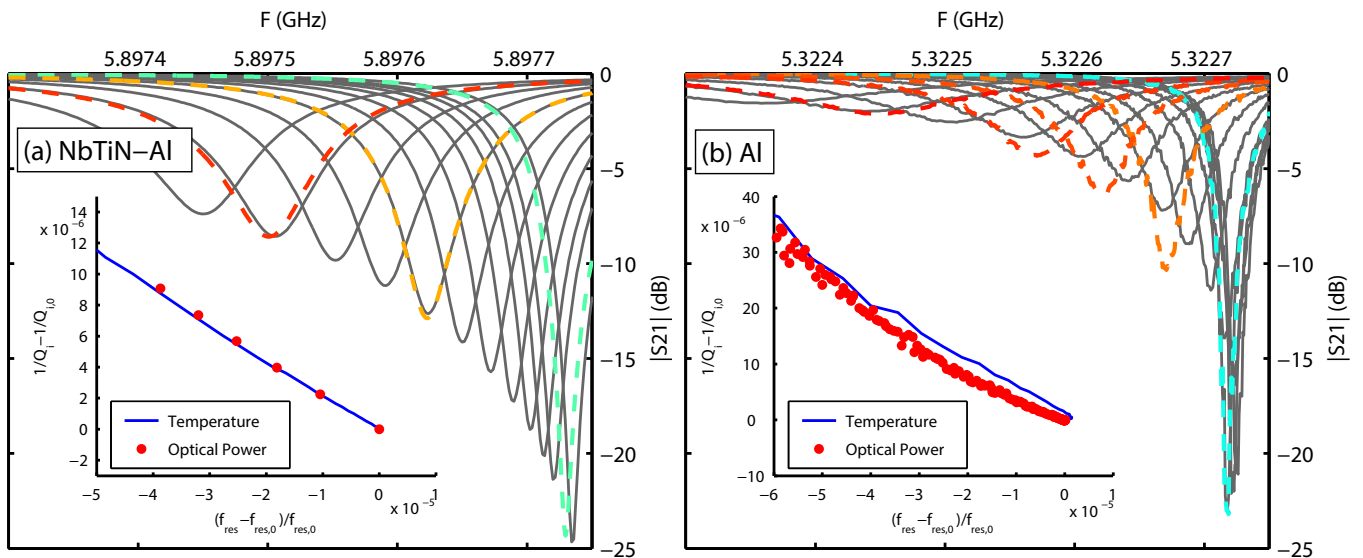 F (GHz)
5.8974 5.8975 5.8976 5.8977
0
−5
−10
−15
−20
−25
|S21| (dB)
(a) NbTiN−Al
x 10⁻⁶
14
12
10
8
6
4
2
0
−2
1/Qᵢ−1/Qᵢ,₀
Temperature
Optical Power
−5 −4 −3 −2 −1 0 1
x 10⁻⁵
(f_res−f_res,0)/f_res,0
F (GHz)
5.3224 5.3225 5.3226 5.3227
0
−5
−10
−15
−20
−25
|S21| (dB)
(b) Al
x 10⁻⁶
40
30
20
10
0
−10
1/Qᵢ−1/Qᵢ,₀
Temperature
Optical Power
−6 −5 −4 −3 −2 −1 0 1
x 10⁻⁵
(f_res−f_res,0)/f_res,0